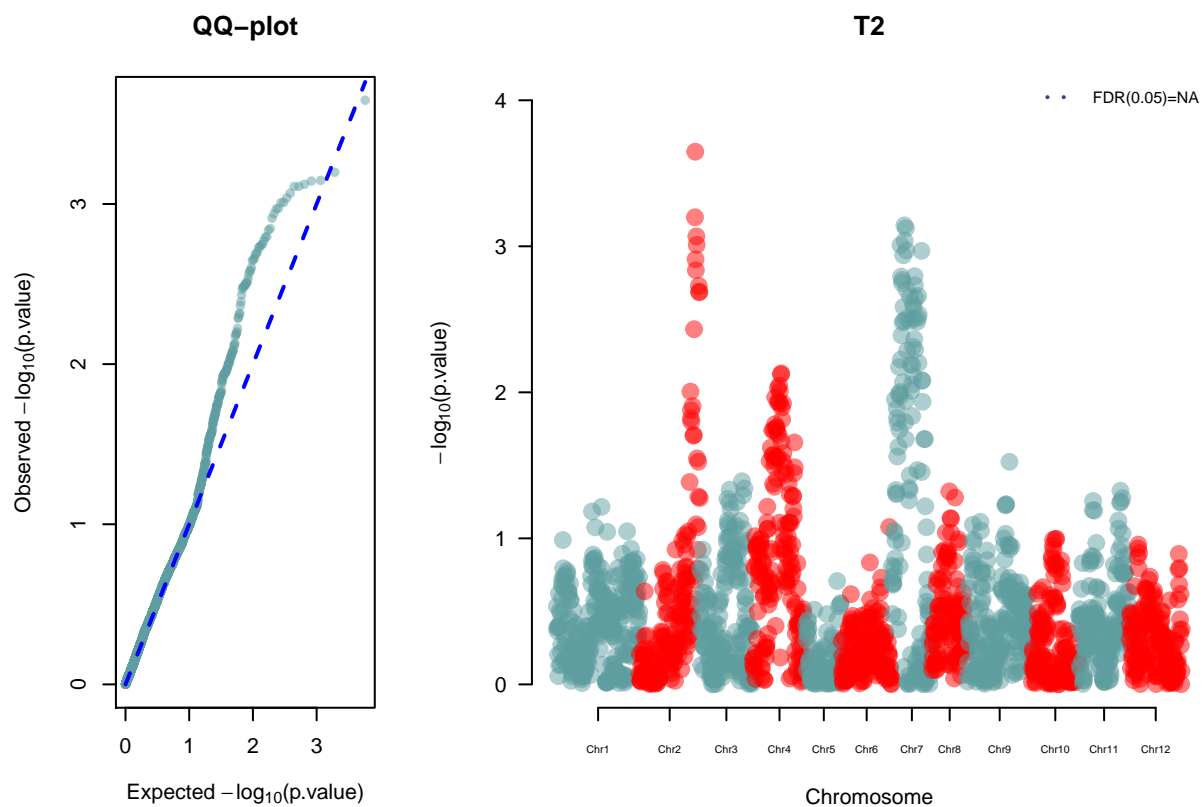 QQ−plot
Observed −log10(p.value)
3
2
1
0
0 1 2 3
Expected −log10(p.value)
T2
FDR(0.05)=NA
−log10(p.value)
4
3
2
1
0
Chr1 Chr2 Chr3 Chr4 Chr5 Chr6 Chr7 Chr8 Chr9 Chr10 Chr11 Chr12
Chromosome